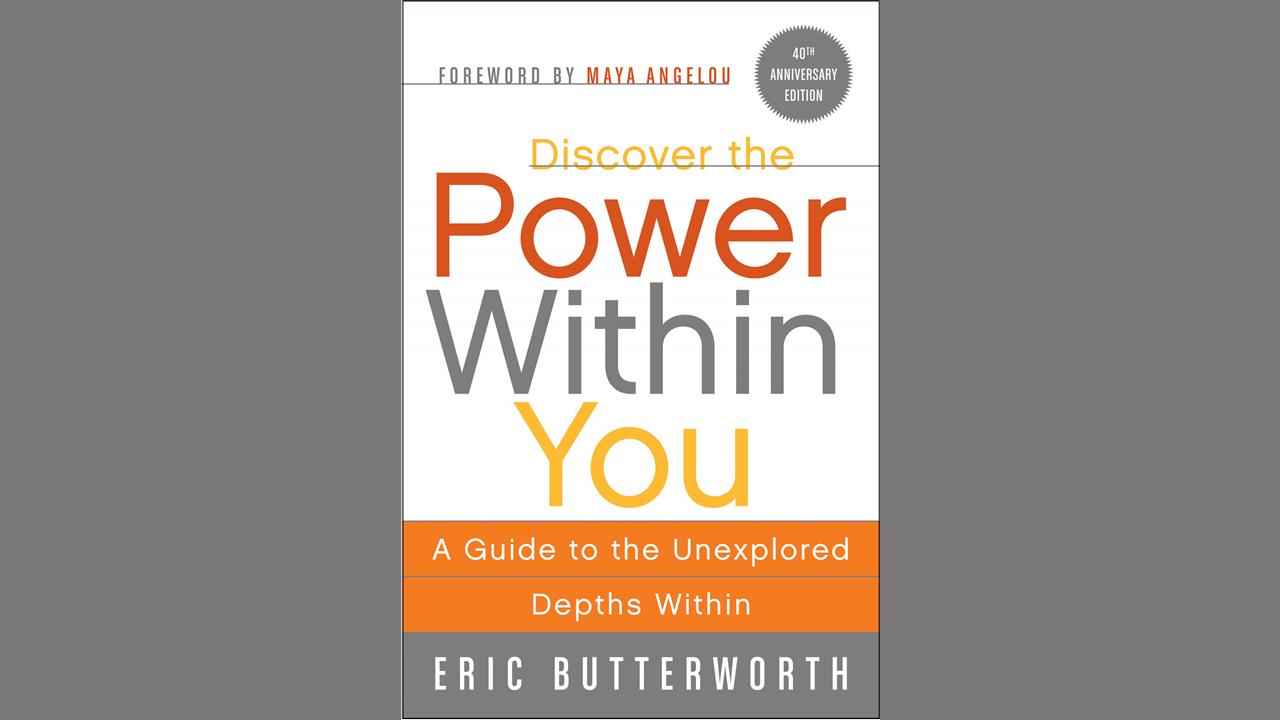 FOREWORD BY MAYA ANGELOU
40TH
ANNIVERSARY
EDITION
Discover the
Power
Within
You
A Guide to the Unexplored
Depths Within
ERIC BUTTERWORTH